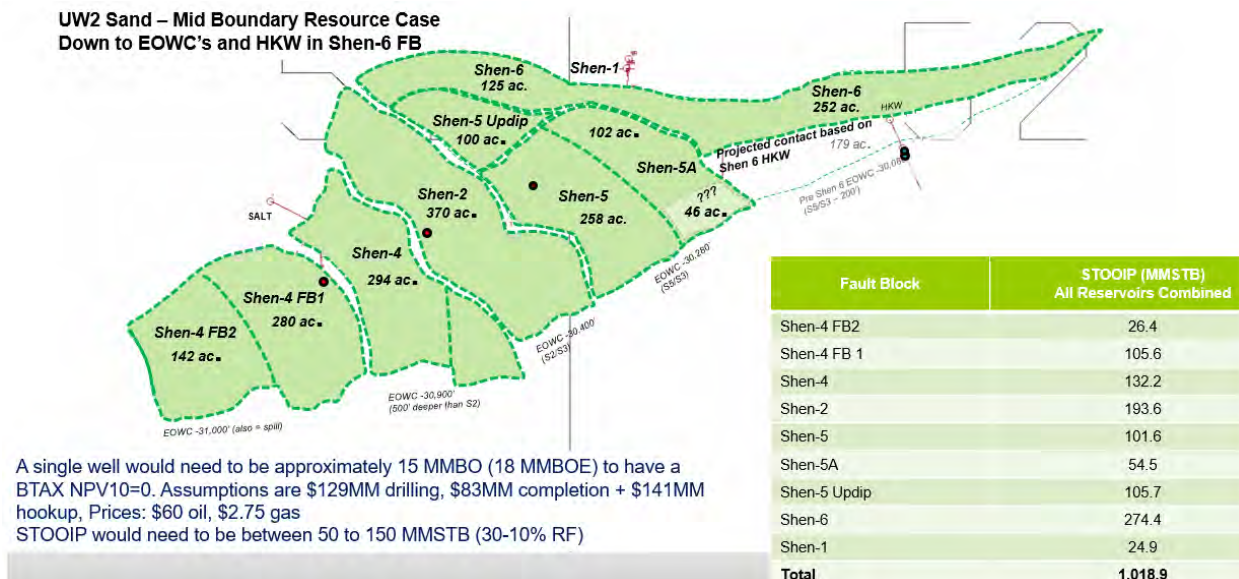 UW2 Sand – Mid Boundary Resource Case
Down to EOWC's and HKW in Shen-6 FB
Shen-6
125 ac.
Shen-1
Shen-6
252 ac.
HKW
Shen-5 Updip
100 ac.
102 ac.
Projected contact based on
Shen 6 HKW
179 ac.
Shen-5A
Pre Shen 6 EOWC
(S5/S3 – 200')
???
46 ac.
Shen-2
370 ac.
Shen-5
258 ac.
SALT
Shen-4
294 ac.
EOWC -30,280'
(S5/S3)
Shen-4 FB1
280 ac.
Shen-4 FB2
142 ac.
EOWC -30,400'
(S2/S3)
EOWC -30,900'
(500' deeper than S2)
EOWC -31,000' (also = spill)
A single well would need to be approximately 15 MMBO (18 MMBOE) to have a
BTAX NPV10=0. Assumptions are $129MM drilling, $83MM completion + $141MM
hookup, Prices: $60 oil, $2.75 gas
STOOIP would need to be between 50 to 150 MMSTB (30-10% RF)
Fault Block STOOIP (MMSTB)
All Reservoirs Combined
Shen-4 FB2 26.4
Shen-4 FB 1 105.6
Shen-4 132.2
Shen-2 193.6
Shen-5 101.6
Shen-5A 54.5
Shen-5 Updip 105.7
Shen-6 274.4
Shen-1 24.9
Total 1,018.9